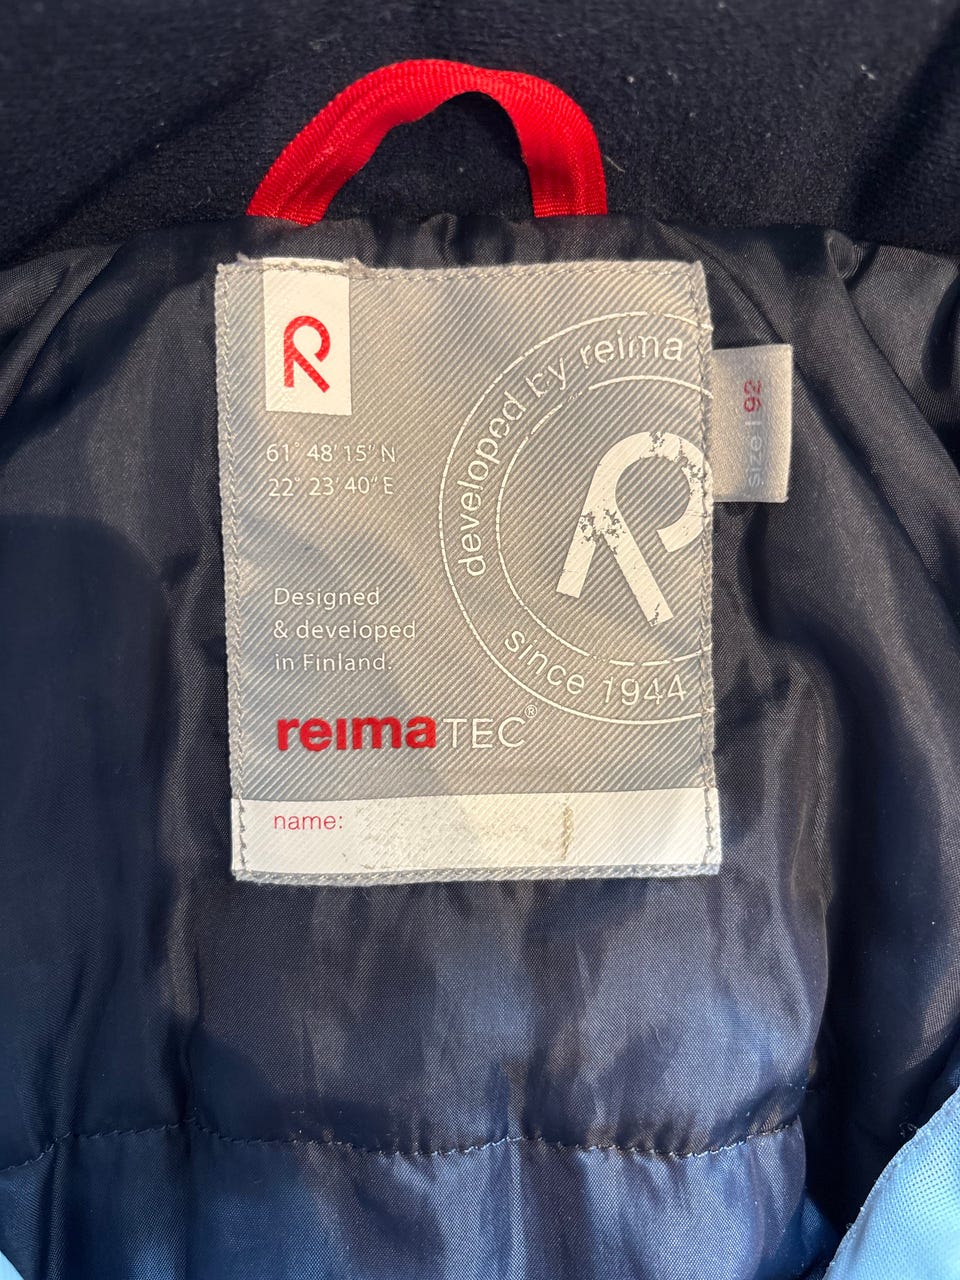 developed by reima
since 1944
size | 92
61° 48' 15" N
22° 23' 40" E
Designed
& developed
in Finland.
reimaTEC®
name: